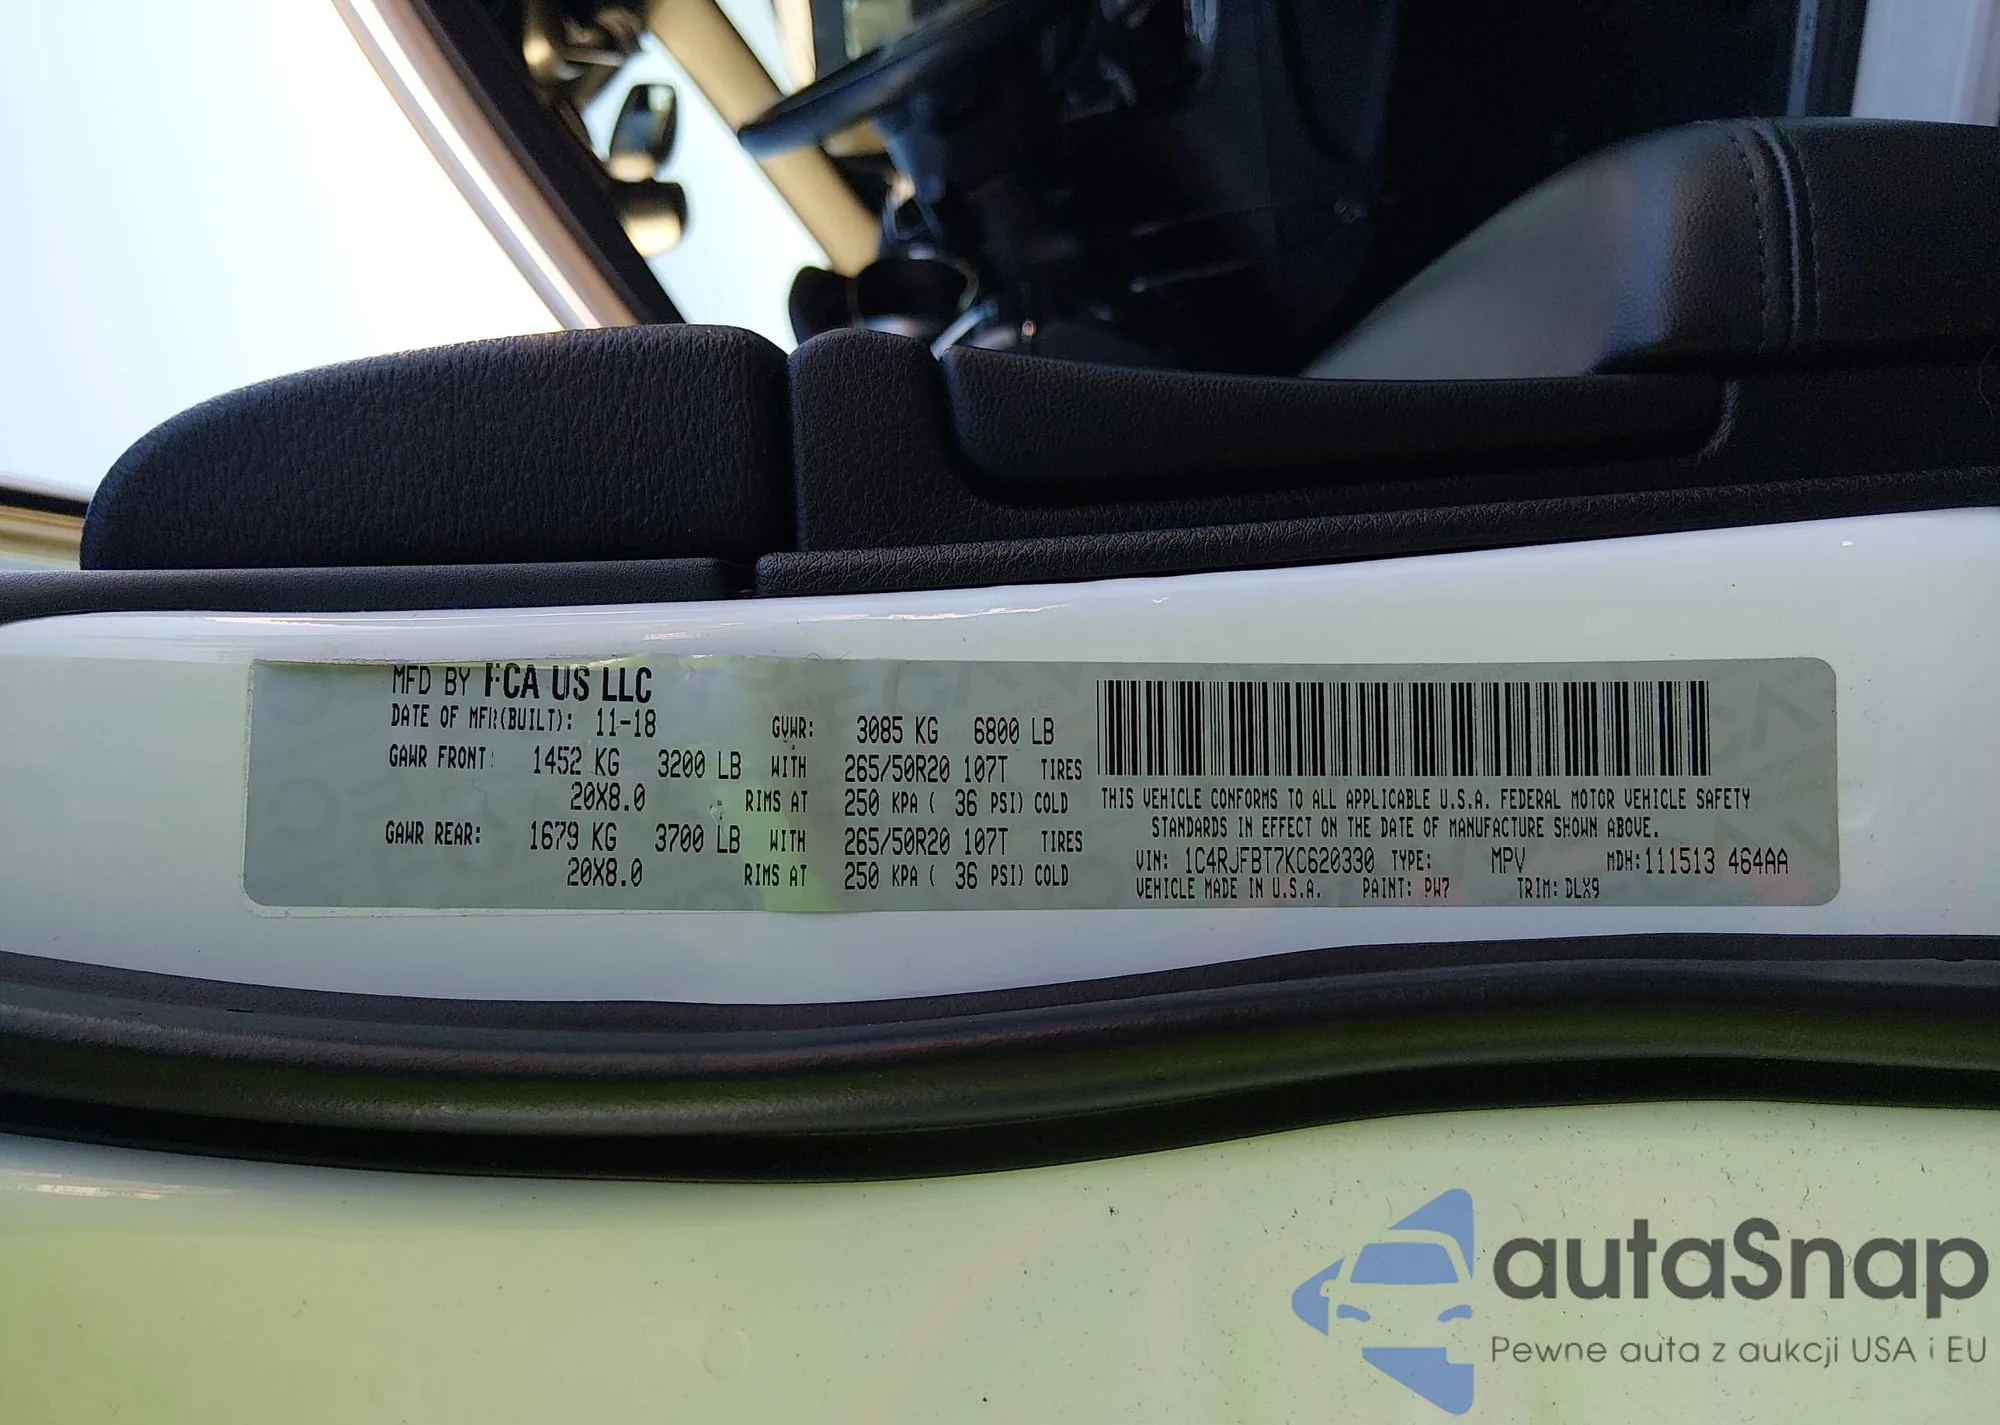 MFD BY FCA US LLC
DATE OF MFR(BUILT): 11-18 GVWR: 3085 KG 6800 LB
GAWR FRONT: 1452 KG 3200 LB WITH 265/50R20 107T TIRES
20X8.0 RIMS AT 250 KPA ( 36 PSI) COLD
GAWR REAR: 1679 KG 3700 LB WITH 265/50R20 107T TIRES
20X8.0 RIMS AT 250 KPA ( 36 PSI) COLD
THIS VEHICLE CONFORMS TO ALL APPLICABLE U.S.A. FEDERAL MOTOR VEHICLE SAFETY
STANDARDS IN EFFECT ON THE DATE OF MANUFACTURE SHOWN ABOVE.
VIN: 1C4RJFBT7KC620330 TYPE: MPV MDH:111513 464AA
VEHICLE MADE IN U.S.A. PAINT: PW7 TRIM: DLX9
autaSnap
Pewne auta z aukcji USA i EU